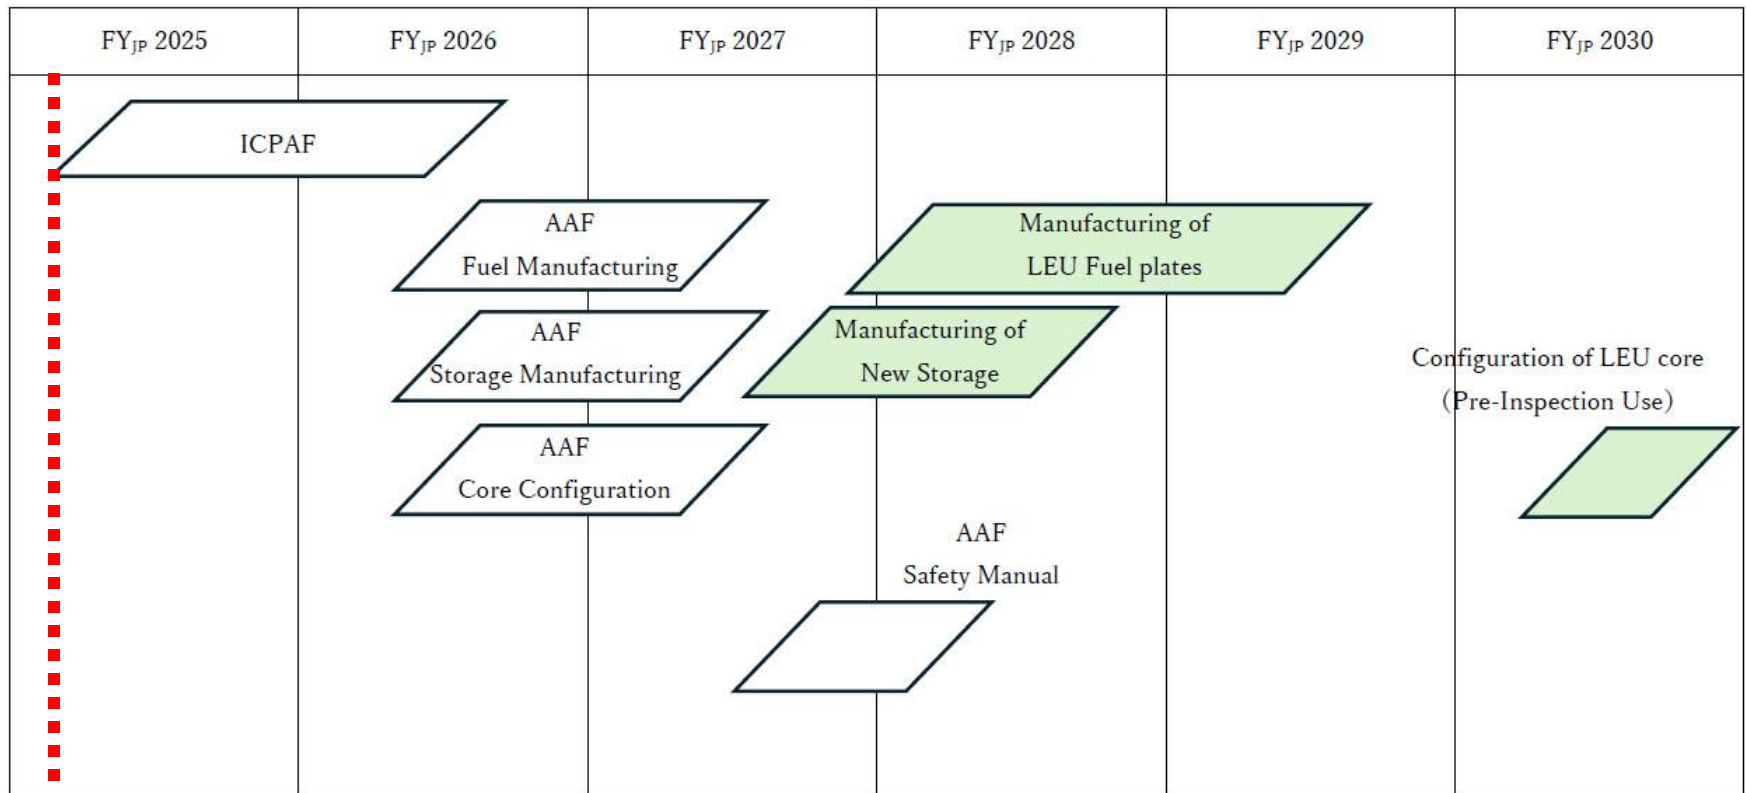 FYJP 2025 FYJP 2026 FYJP 2027 FYJP 2028 FYJP 2029 FYJP 2030
ICPAF
AAF
Fuel Manufacturing
Manufacturing of
LEU Fuel plates
AAF
Storage Manufacturing
Manufacturing of
New Storage
Configuration of LEU core
(Pre-Inspection Use)
AAF
Core Configuration
AAF
Safety Manual